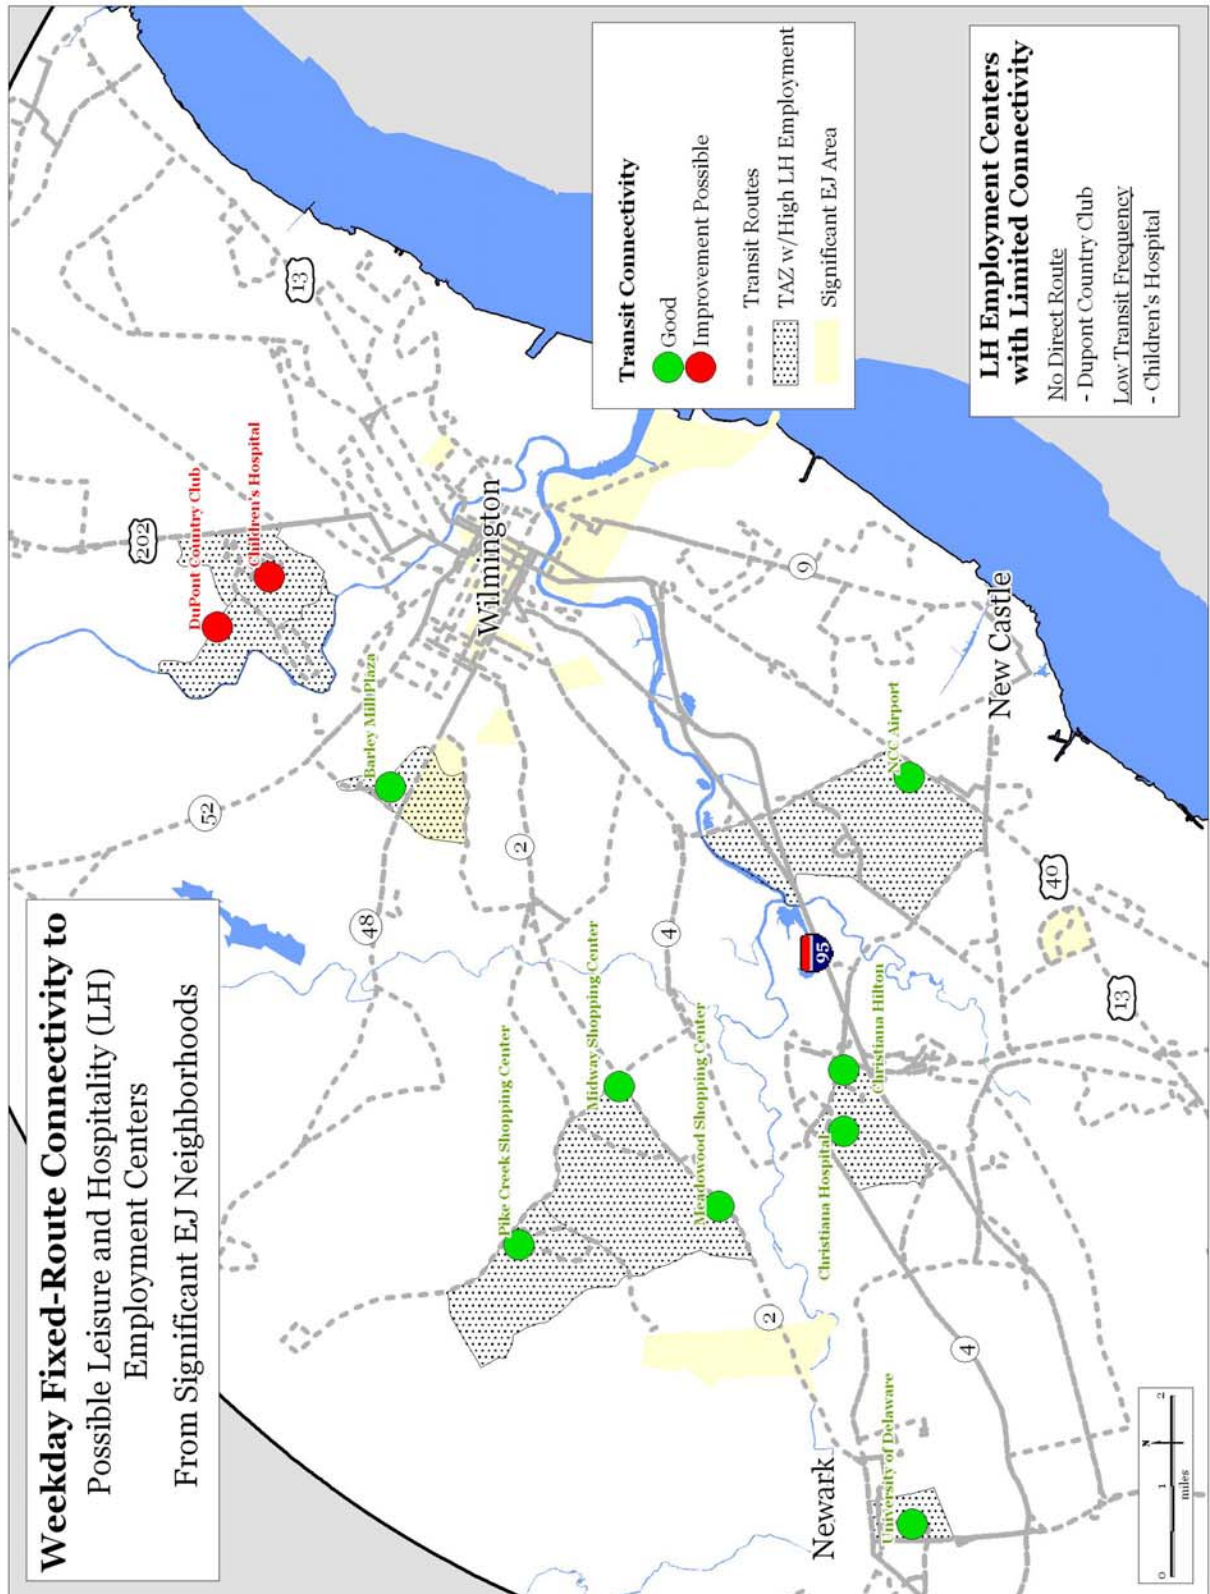 Weekday Fixed-Route Connectivity to
Possible Leisure and Hospitality (LH)
Employment Centers
From Significant EJ Neighborhoods
52
48
2
4
202
13
DuPont Country Club
Children's Hospital
Barley Mill Plaza
Wilmington
Pike Creek Shopping Center
Midway Shopping Center
Meadowood Shopping Center
95
9
NCC Airport
New Castle
Christiana Hospital
Christiana Hilton
40
13
2
4
Newark
University of Delaware
Transit Connectivity
Good
Improvement Possible
Transit Routes
TAZ w/High LH Employment
Significant EJ Area
LH Employment Centers
with Limited Connectivity
No Direct Route
- Dupont Country Club
Low Transit Frequency
- Children's Hospital
N
0 1 2
miles